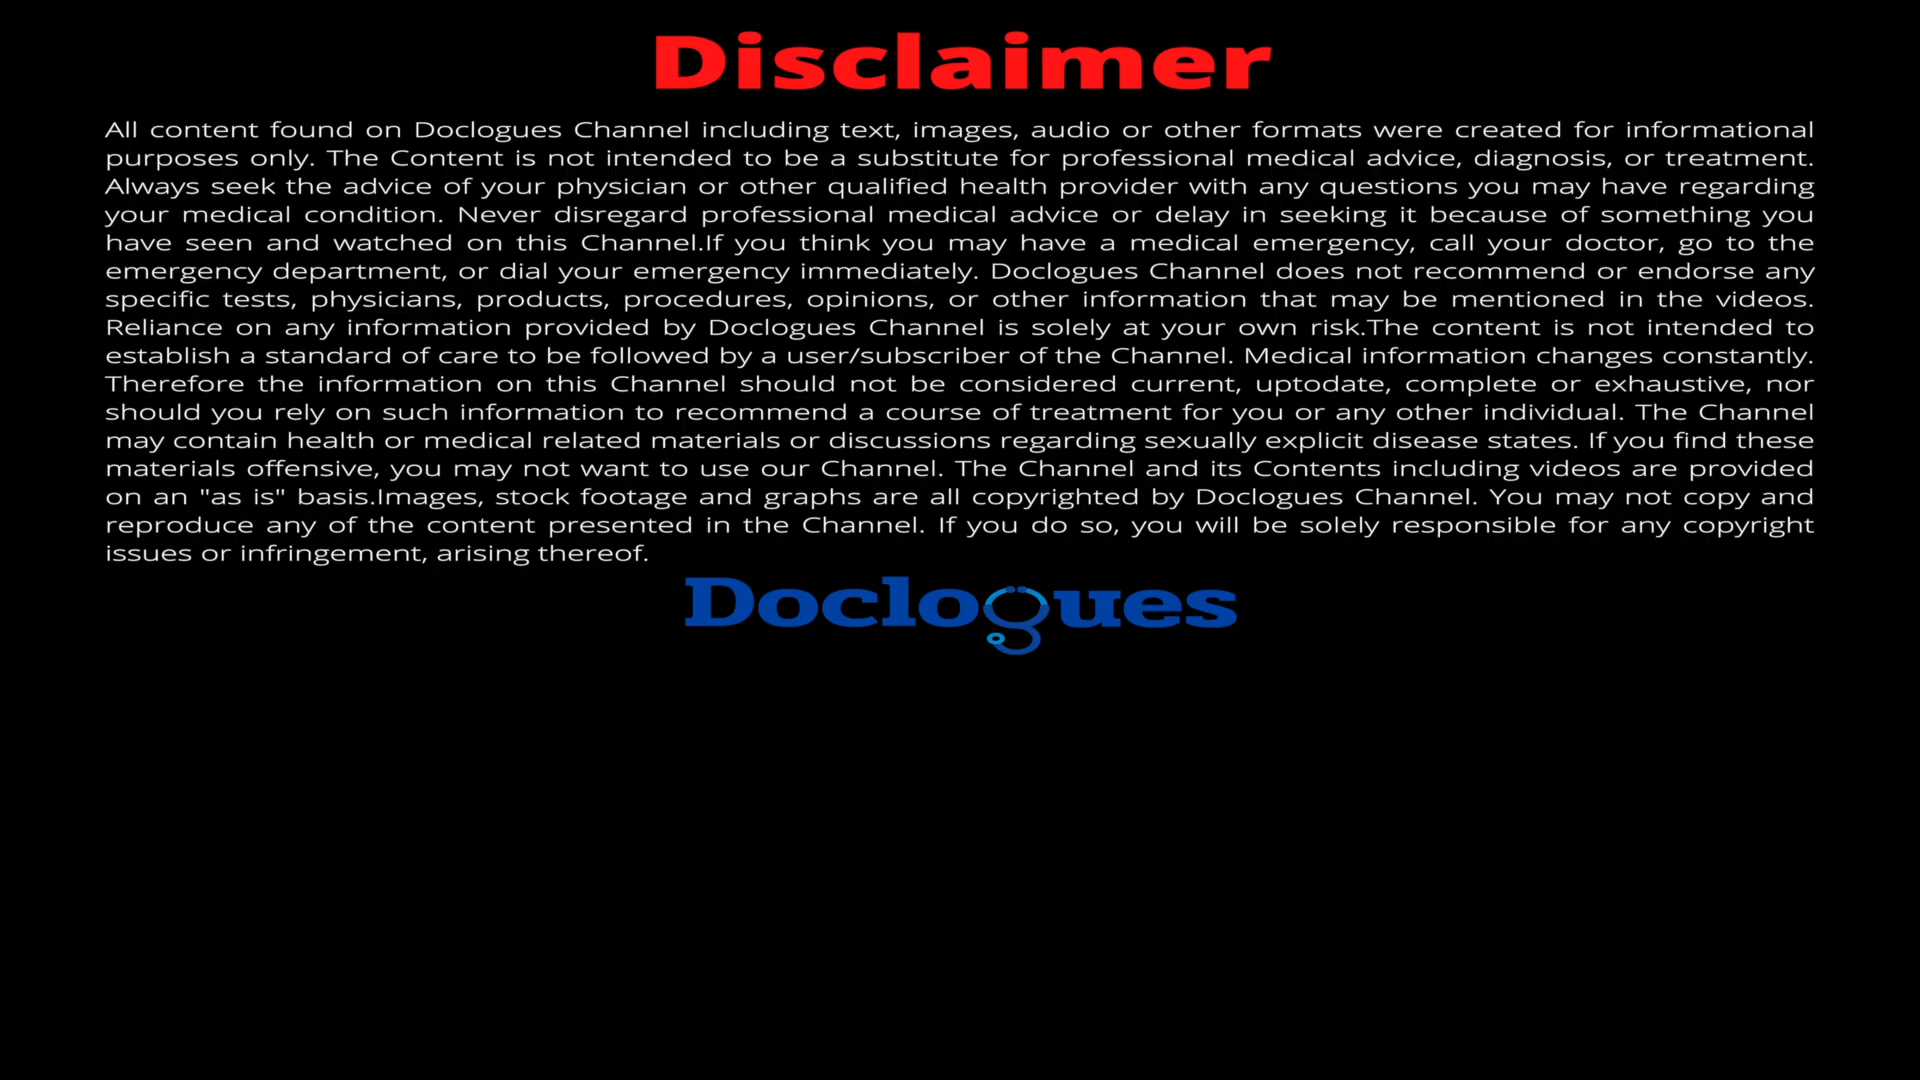 Disclaimer
All content found on Doclogues Channel including text, images, audio or other formats were created for informational
purposes only. The Content is not intended to be a substitute for professional medical advice, diagnosis, or treatment.
Always seek the advice of your physician or other qualified health provider with any questions you may have regarding
your medical condition. Never disregard professional medical advice or delay in seeking it because of something you
have seen and watched on this Channel.If you think you may have a medical emergency, call your doctor, go to the
emergency department, or dial your emergency immediately. Doclogues Channel does not recommend or endorse any
specific tests, physicians, products, procedures, opinions, or other information that may be mentioned in the videos.
Reliance on any information provided by Doclogues Channel is solely at your own risk.The content is not intended to
establish a standard of care to be followed by a user/subscriber of the Channel. Medical information changes constantly.
Therefore the information on this Channel should not be considered current, uptodate, complete or exhaustive, nor
should you rely on such information to recommend a course of treatment for you or any other individual. The Channel
may contain health or medical related materials or discussions regarding sexually explicit disease states. If you find these
materials offensive, you may not want to use our Channel. The Channel and its Contents including videos are provided
on an "as is" basis.Images, stock footage and graphs are all copyrighted by Doclogues Channel. You may not copy and
reproduce any of the content presented in the Channel. If you do so, you will be solely responsible for any copyright
issues or infringement, arising thereof.
Doclogues